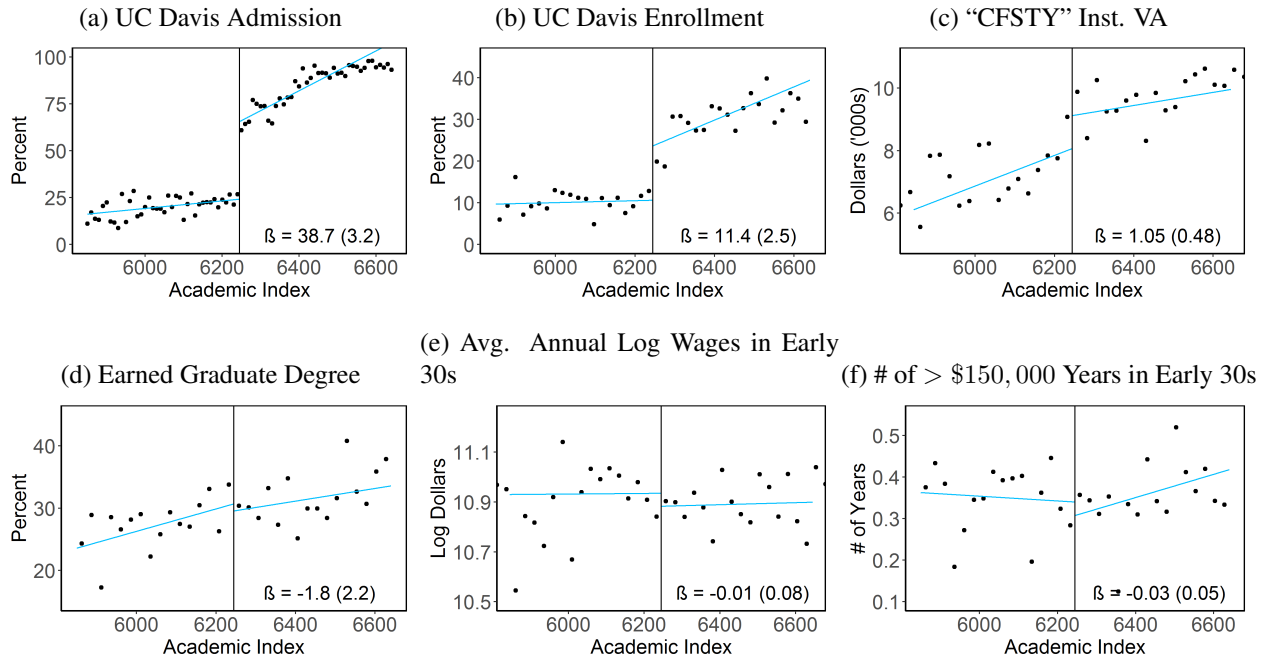 (a) UC Davis Admission
Percent
100
75
50
25
0
ß = 38.7 (3.2)
6000 6200 6400 6600
Academic Index
(b) UC Davis Enrollment
Percent
40
30
20
10
0
ß = 11.4 (2.5)
6000 6200 6400 6600
Academic Index
(c) “CFSTY” Inst. VA
Dollars ('000s)
10
8
6
ß = 1.05 (0.48)
6000 6200 6400 6600
Academic Index
(d) Earned Graduate Degree
Percent
40
30
20
ß = -1.8 (2.2)
6000 6200 6400 6600
Academic Index
(e) Avg. Annual Log Wages in Early
30s
Log Dollars
11.1
10.9
10.7
10.5
ß = -0.01 (0.08)
6000 6200 6400 6600
Academic Index
(f) # of > $150,000 Years in Early 30s
# of Years
0.5
0.4
0.3
0.2
0.1
ß = -0.03 (0.05)
6000 6200 6400 6600
Academic Index